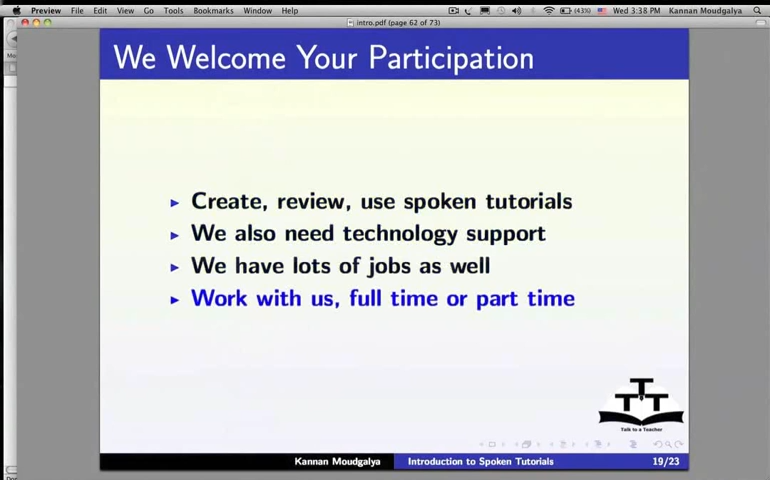 Preview File Edit View Go Tools Bookmarks Window Help (43%) Wed 3:38 PM Kannan Moudgalya
intro.pdf (page 62 of 73)
We Welcome Your Participation
Create, review, use spoken tutorials
We also need technology support
We have lots of jobs as well
Work with us, full time or part time
T T T
Talk to a Teacher
Kannan Moudgalya Introduction to Spoken Tutorials 19/23